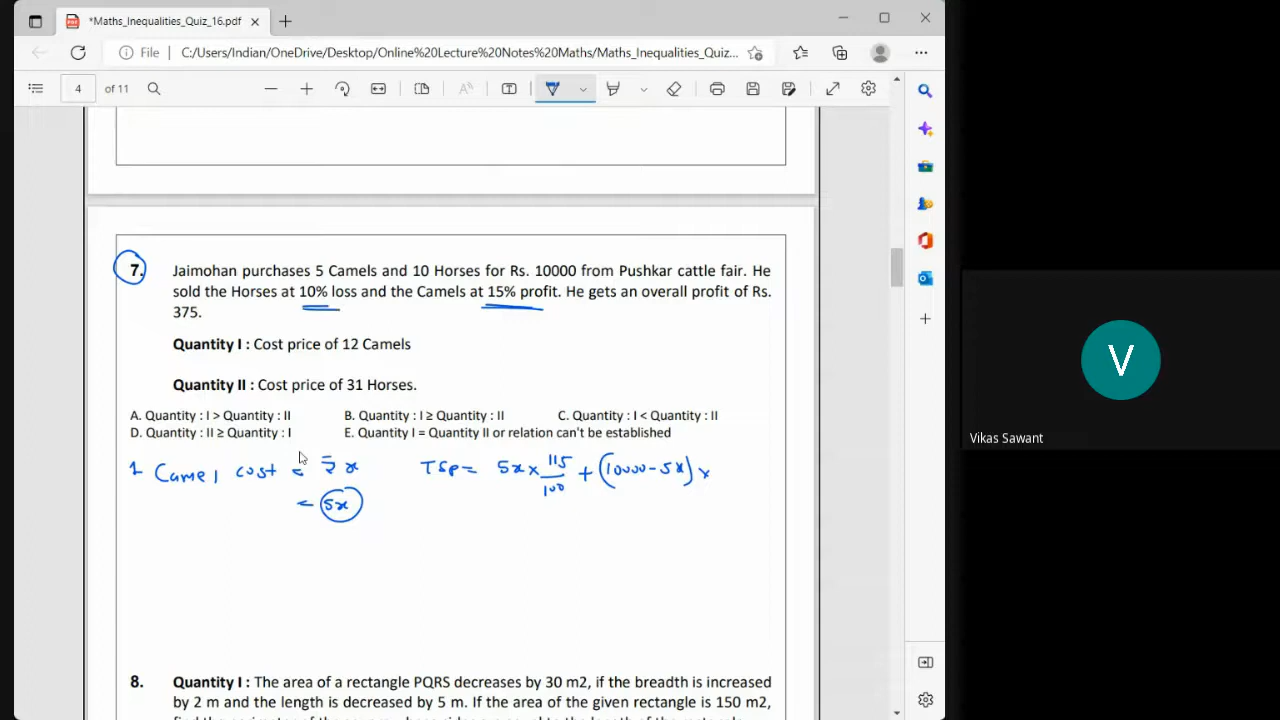 *Maths_Inequalities_Quiz_16.pdf
File
C:/Users/Indian/OneDrive/Desktop/Online%20Lecture%20Notes%20Maths/Maths_Inequalities_Quiz...
4 of 11
7.
Jaimohan purchases 5 Camels and 10 Horses for Rs. 10000 from Pushkar cattle fair. He
sold the Horses at 10% loss and the Camels at 15% profit. He gets an overall profit of Rs.
375.
Quantity I : Cost price of 12 Camels
Quantity II : Cost price of 31 Horses.
A. Quantity : I > Quantity : II B. Quantity : I ≥ Quantity : II C. Quantity : I < Quantity : II
D. Quantity : II ≥ Quantity : I E. Quantity I = Quantity II or relation can't be established
1 Camel cost = x TSP = 5x × 115/100 + (10000 - 5x) ×
= 5x
8. Quantity I : The area of a rectangle PQRS decreases by 30 m2, if the breadth is increased
by 2 m and the length is decreased by 5 m. If the area of the given rectangle is 150 m2,
V
Vikas Sawant